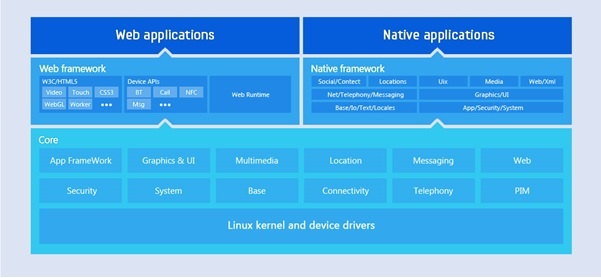 Web applications
Native applications
Web framework
W3C/HTML5
Video Touch CSS3
WebGL Worker •••
Device APIs
BT Call NFC
Msg •••
Web Runtime
Native framework
Social/Contect Locations Uix Media Web/Xml
Net/Telephony/Messaging Graphics/UI
Base/Io/Text/Locales App/Security/System
Core
App FrameWork Graphics & UI Multimedia Location Messaging Web
Security System Base Connectivity Telephony PIM
Linux kernel and device drivers